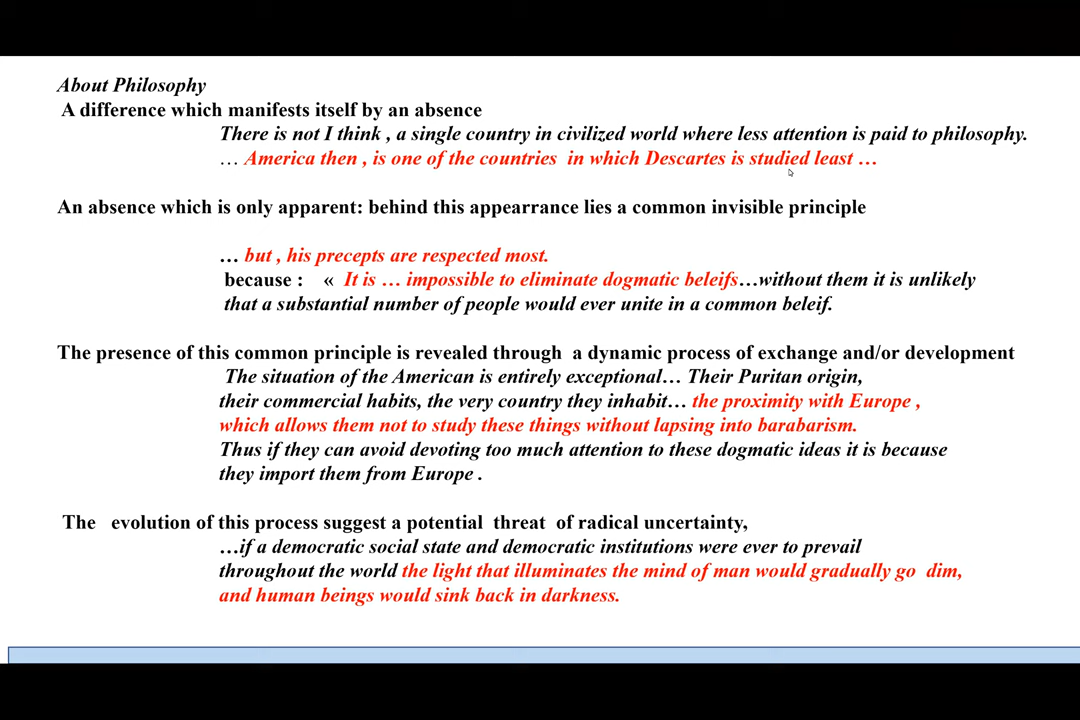 About Philosophy
A difference which manifests itself by an absence
There is not I think , a single country in civilized world where less attention is paid to philosophy.
… America then , is one of the countries in which Descartes is studied least …
An absence which is only apparent: behind this appearrance lies a common invisible principle
… but , his precepts are respected most.
because : « It is … impossible to eliminate dogmatic beleifs…without them it is unlikely
that a substantial number of people would ever unite in a common beleif.
The presence of this common principle is revealed through a dynamic process of exchange and/or development
The situation of the American is entirely exceptional… Their Puritan origin,
their commercial habits, the very country they inhabit… the proximity with Europe ,
which allows them not to study these things without lapsing into barabarism.
Thus if they can avoid devoting too much attention to these dogmatic ideas it is because
they import them from Europe .
The evolution of this process suggest a potential threat of radical uncertainty,
…if a democratic social state and democratic institutions were ever to prevail
throughout the world the light that illuminates the mind of man would gradually go dim,
and human beings would sink back in darkness.